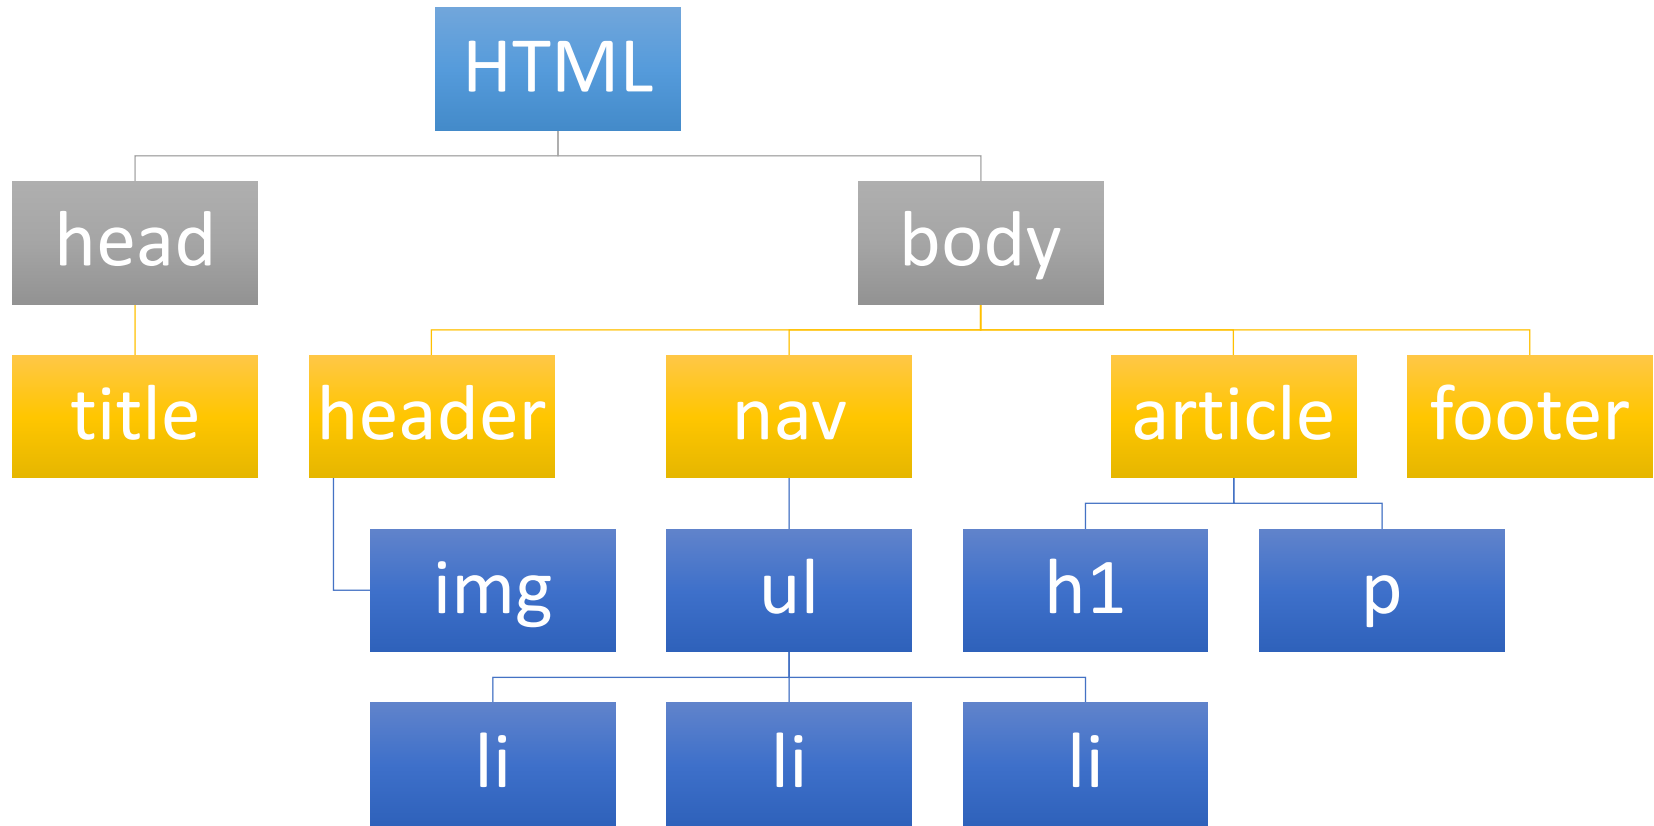 HTML
head
body
title
header
nav
article
footer
img
ul
h1
p
li
li
li